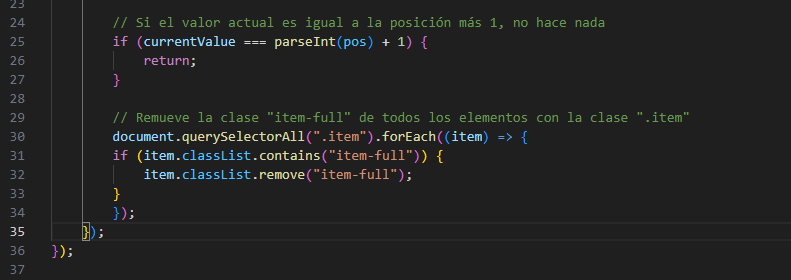 23
24 // Si el valor actual es igual a la posición más 1, no hace nada
25 if (currentValue === parseInt(pos) + 1) {
26 return;
27 }
28
29 // Remueve la clase "item-full" de todos los elementos con la clase ".item"
30 document.querySelectorAll(".item").forEach((item) => {
31 if (item.classList.contains("item-full")) {
32 item.classList.remove("item-full");
33 }
34 });
35 });
36 });
37